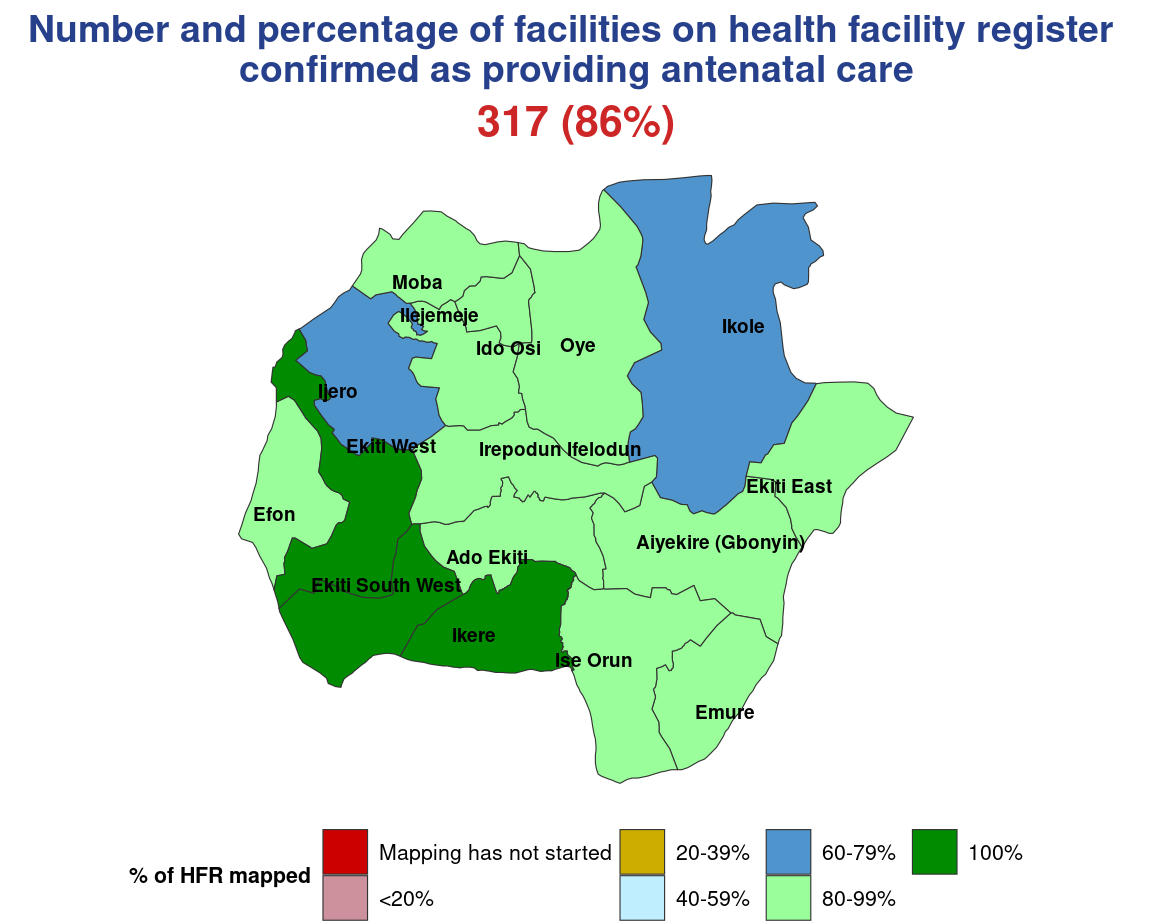 Number and percentage of facilities on health facility register
confirmed as providing antenatal care
317 (86%)
Moba
Ilejemeje
Ikole
Ido Osi
Oye
Ijero
Ekiti West
Irepodun Ifelodun
Ekiti East
Efon
Aiyekire (Gbonyin)
Ado Ekiti
Ekiti South West
Ikere
Ise Orun
Emure
% of HFR mapped
Mapping has not started
<20%
20-39%
40-59%
60-79%
80-99%
100%